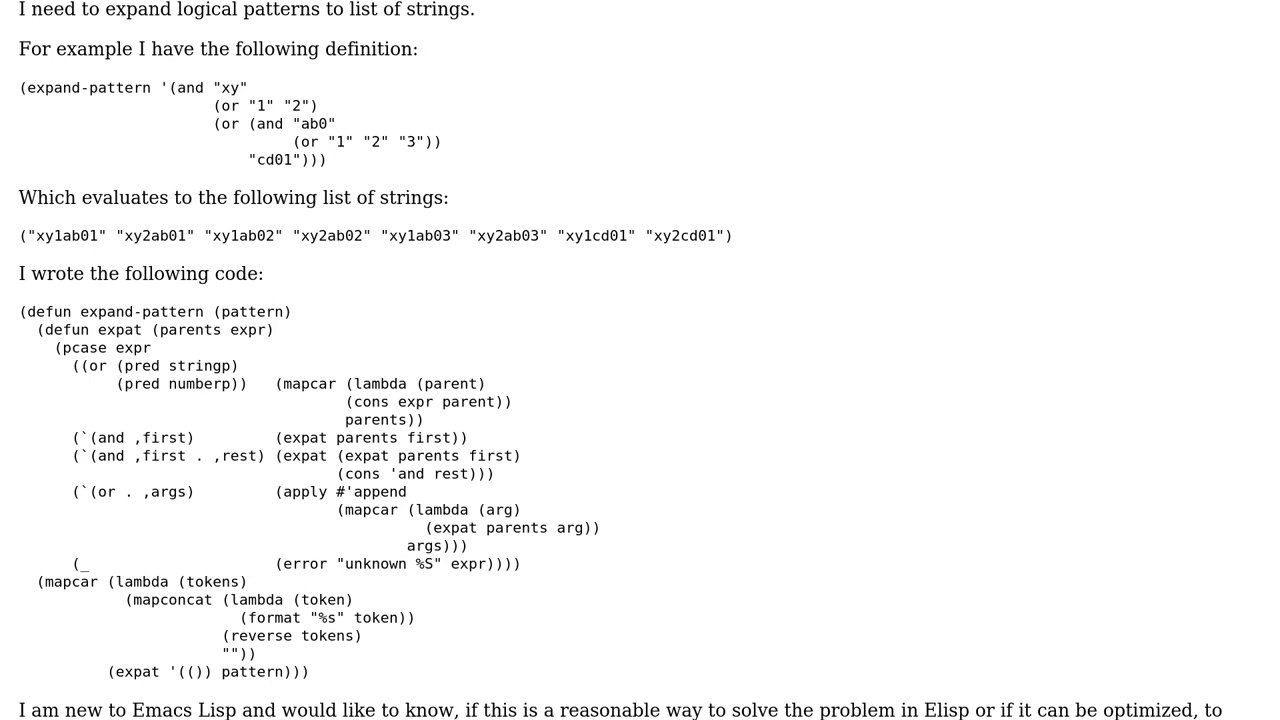 I need to expand logical patterns to list of strings.
For example I have the following definition:
(expand-pattern '(and "xy"
                      (or "1" "2")
                      (or (and "ab0"
                               (or "1" "2" "3"))
                          "cd01")))
Which evaluates to the following list of strings:
("xy1ab01" "xy2ab01" "xy1ab02" "xy2ab02" "xy1ab03" "xy2ab03" "xy1cd01" "xy2cd01")
I wrote the following code:
(defun expand-pattern (pattern)
  (defun expat (parents expr)
    (pcase expr
      ((or (pred stringp)
           (pred numberp))   (mapcar (lambda (parent)
                                     (cons expr parent))
                                     parents))
      (`(and ,first)         (expat parents first))
      (`(and ,first . ,rest) (expat (expat parents first)
                                    (cons 'and rest)))
      (`(or . ,args)         (apply #'append
                                    (mapcar (lambda (arg)
                                              (expat parents arg))
                                            args)))
      (_                     (error "unknown %S" expr))))
  (mapcar (lambda (tokens)
            (mapconcat (lambda (token)
                         (format "%s" token))
                       (reverse tokens)
                       ""))
          (expat '(()) pattern)))
I am new to Emacs Lisp and would like to know, if this is a reasonable way to solve the problem in Elisp or if it can be optimized, to